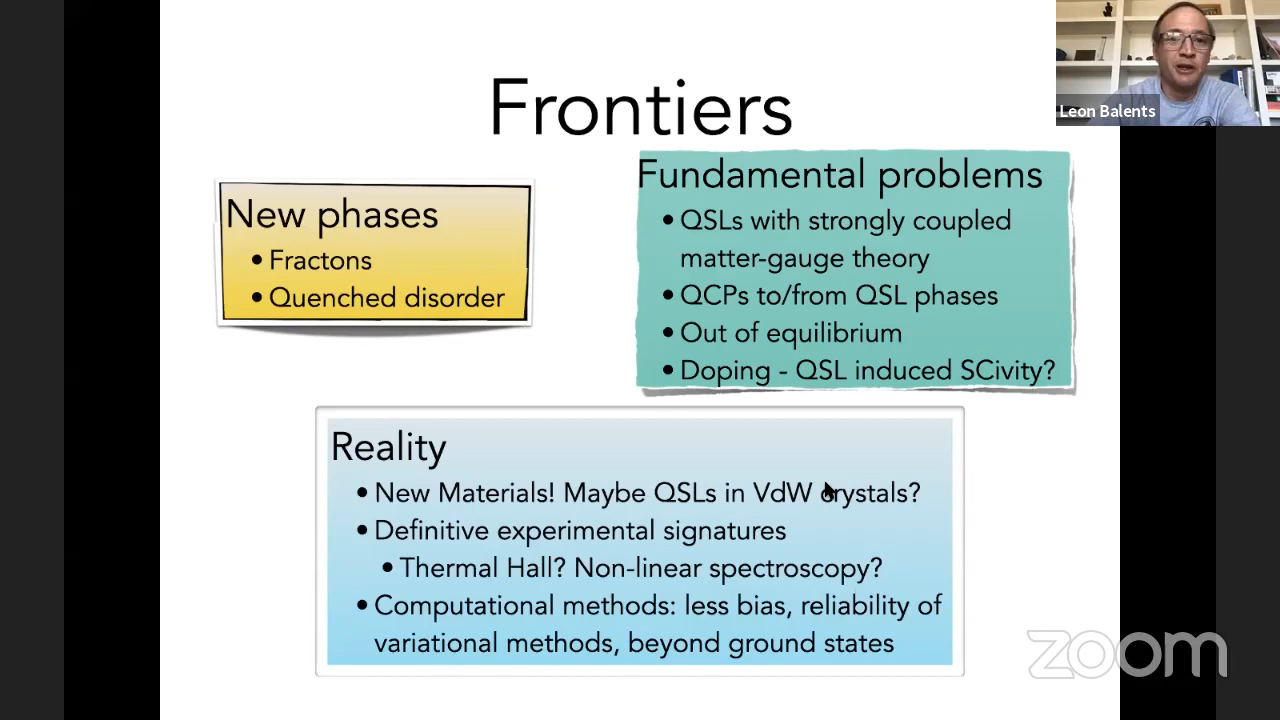 Frontiers
Leon Balents
New phases
• Fractons
• Quenched disorder
Fundamental problems
• QSLs with strongly coupled
matter-gauge theory
• QCPs to/from QSL phases
• Out of equilibrium
• Doping - QSL induced SCivity?
Reality
• New Materials! Maybe QSLs in VdW crystals?
• Definitive experimental signatures
• Thermal Hall? Non-linear spectroscopy?
• Computational methods: less bias, reliability of
variational methods, beyond ground states
zoom